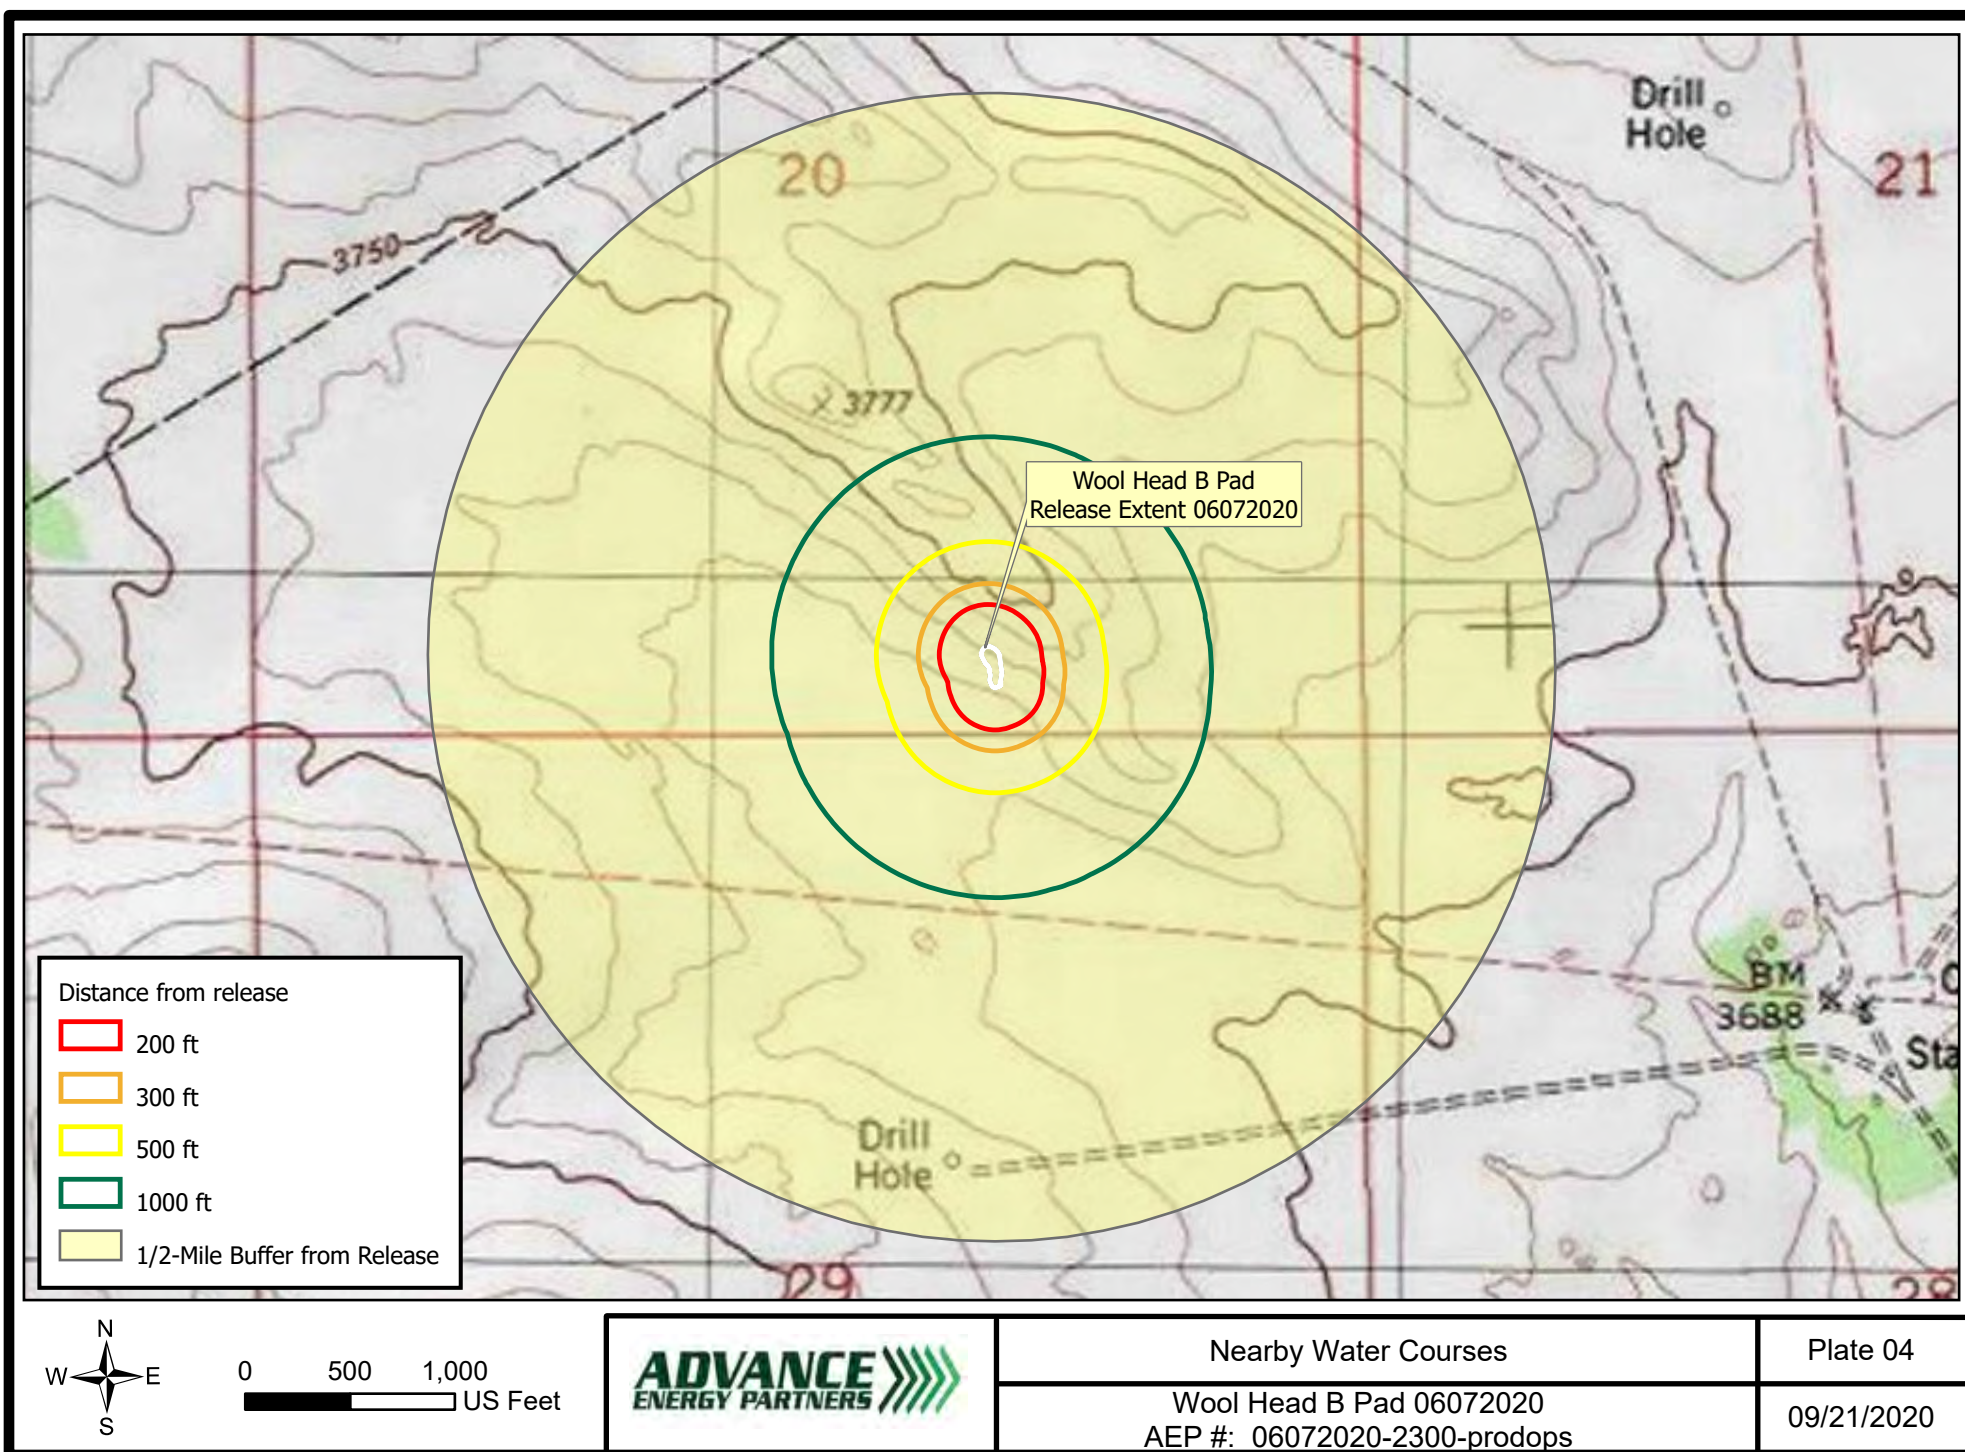 Drill
Hole
20
21
3750
3777
Wool Head B Pad
Release Extent 06072020
BM
3688
Sta
Drill
Hole
29
28
Distance from release
200 ft
300 ft
500 ft
1000 ft
1/2-Mile Buffer from Release
N
W E
S
0 500 1,000
US Feet
ADVANCE
ENERGY PARTNERS
Nearby Water Courses
Plate 04
Wool Head B Pad 06072020
AEP #: 06072020-2300-prodops
09/21/2020